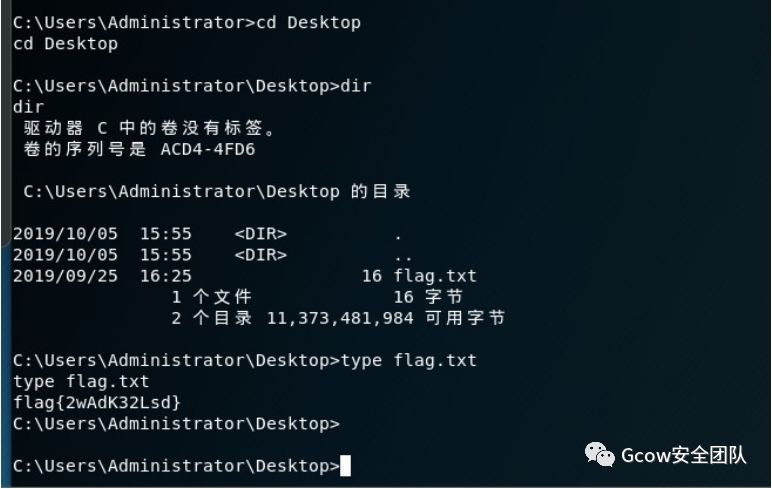 C:\Users\Administrator>cd Desktop
cd Desktop
C:\Users\Administrator\Desktop>dir
dir
驱动器 C 中的卷没有标签。
卷的序列号是 ACD4-4FD6
C:\Users\Administrator\Desktop 的目录
2019/10/05  15:55    <DIR>          .
2019/10/05  15:55    <DIR>          ..
2019/09/25  16:25                16 flag.txt
1 个文件             16 字节
2 个目录 11,373,481,984 可用字节
C:\Users\Administrator\Desktop>type flag.txt
type flag.txt
flag{2wAdK32Lsd}
C:\Users\Administrator\Desktop>
C:\Users\Administrator\Desktop>
Gcow安全团队